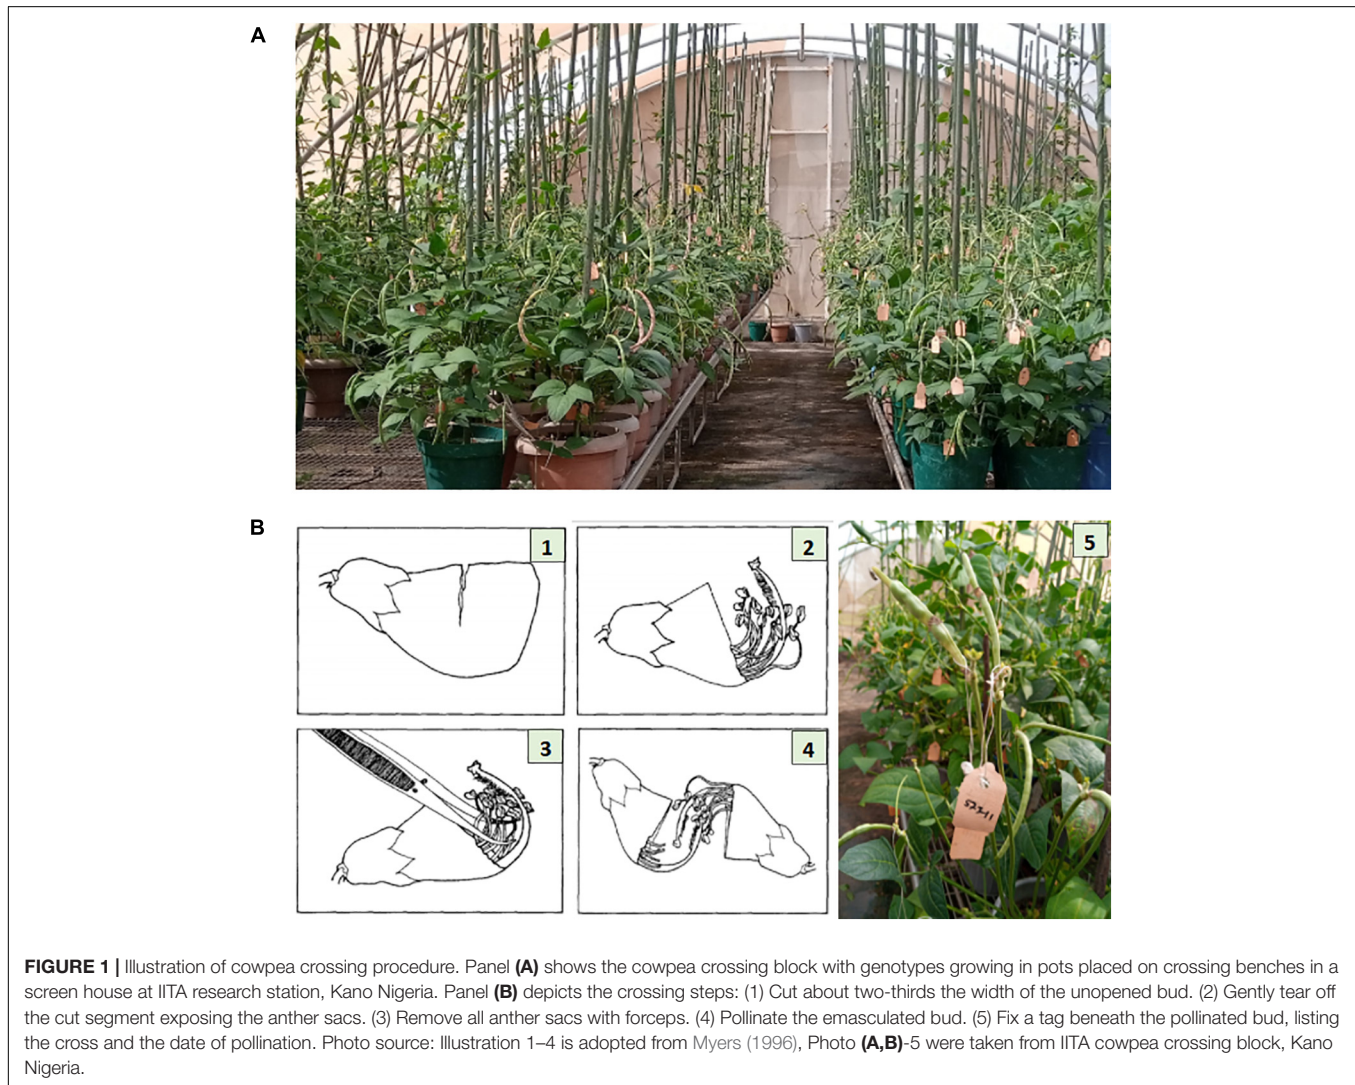 A
B
1
2
3
4
5
FIGURE 1 | Illustration of cowpea crossing procedure. Panel (A) shows the cowpea crossing block with genotypes growing in pots placed on crossing benches in a
screen house at IITA research station, Kano Nigeria. Panel (B) depicts the crossing steps: (1) Cut about two-thirds the width of the unopened bud. (2) Gently tear off
the cut segment exposing the anther sacs. (3) Remove all anther sacs with forceps. (4) Pollinate the emasculated bud. (5) Fix a tag beneath the pollinated bud, listing
the cross and the date of pollination. Photo source: Illustration 1–4 is adopted from Myers (1996), Photo (A,B)-5 were taken from IITA cowpea crossing block, Kano
Nigeria.